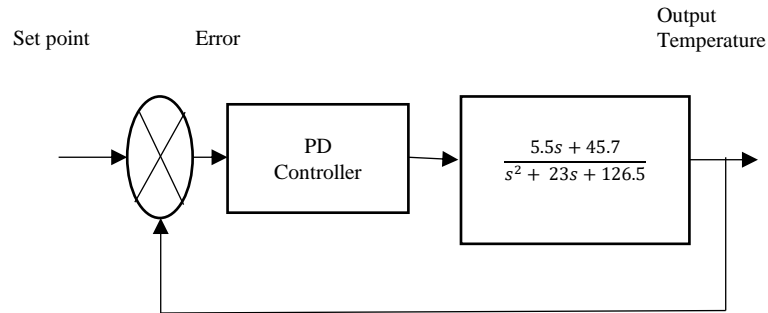 Output
Temperature
Set point
Error
PD
Controller
5.5𝑠 + 45.7
𝑠² + 23𝑠 + 126.5